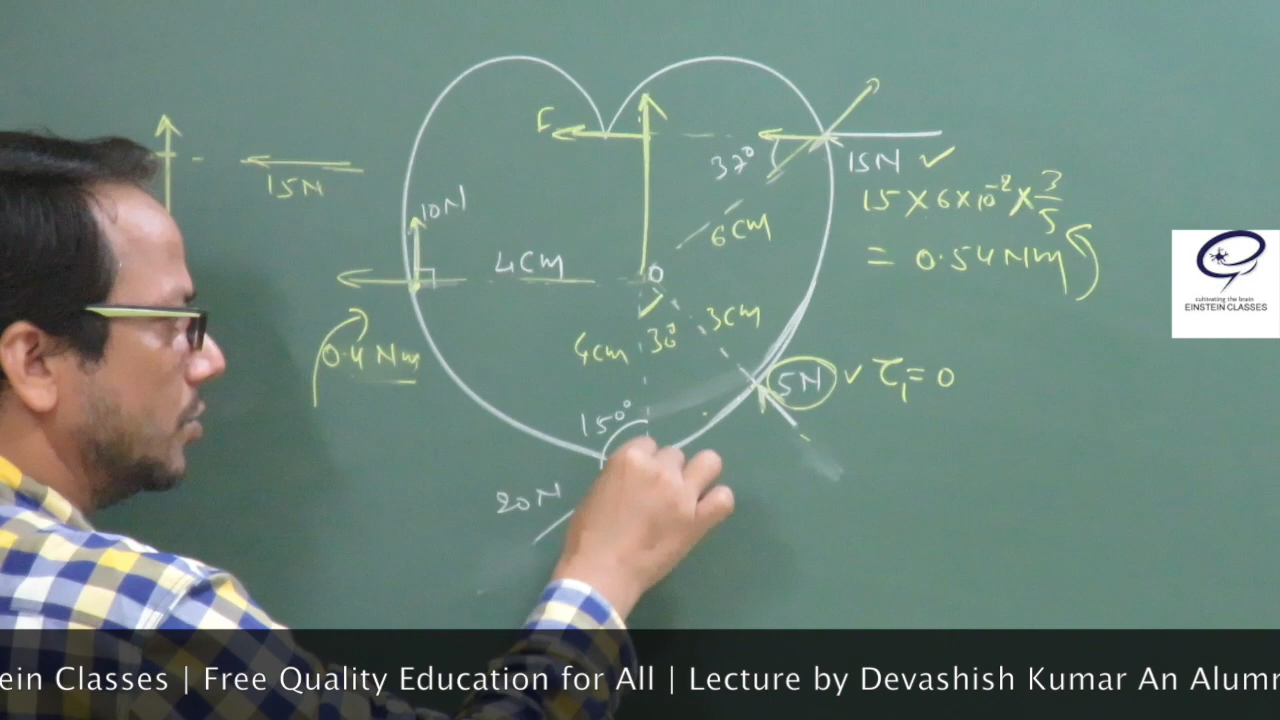 F
37°
15N ✓
15N
15 × 6 × 10⁻² × 3/5
= 0.54 Nm
10N
6cm
4cm
O
3cm
4cm
30°
0.4 Nm
5N ✓ τ₁ = 0
150°
20N
cultivating the brain
EINSTEIN CLASSES
ein Classes | Free Quality Education for All | Lecture by Devashish Kumar An Alum